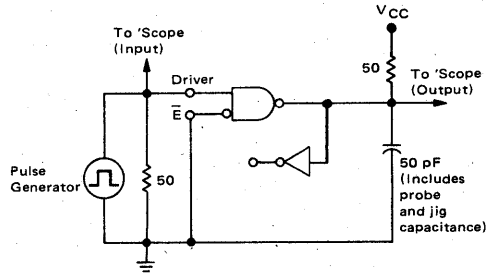 To 'Scope
(Input)
Driver
E
Pulse
Generator
50
VCC
50
To 'Scope
(Output)
50 pF
(Includes
probe
and jig
capacitance)